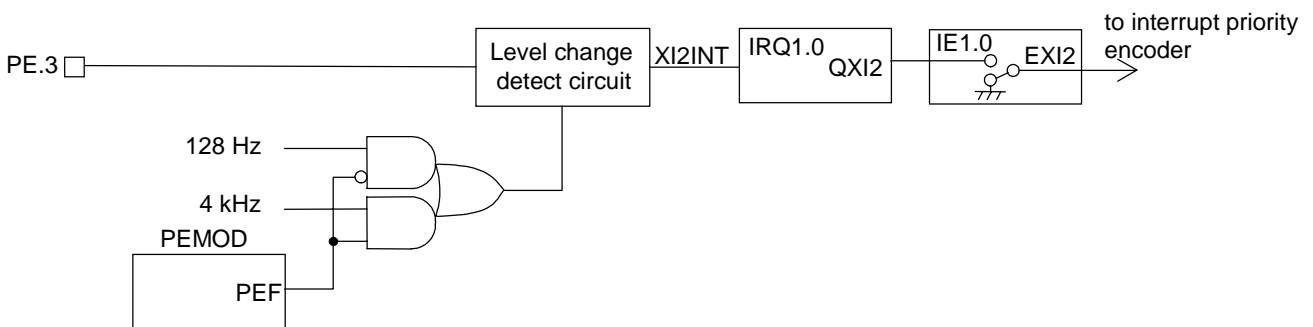 to interrupt priority
encoder
PE.3
Level change
detect circuit
XI2INT
IRQ1.0
QXI2
IE1.0
EXI2
128 Hz
4 kHz
PEMOD
PEF